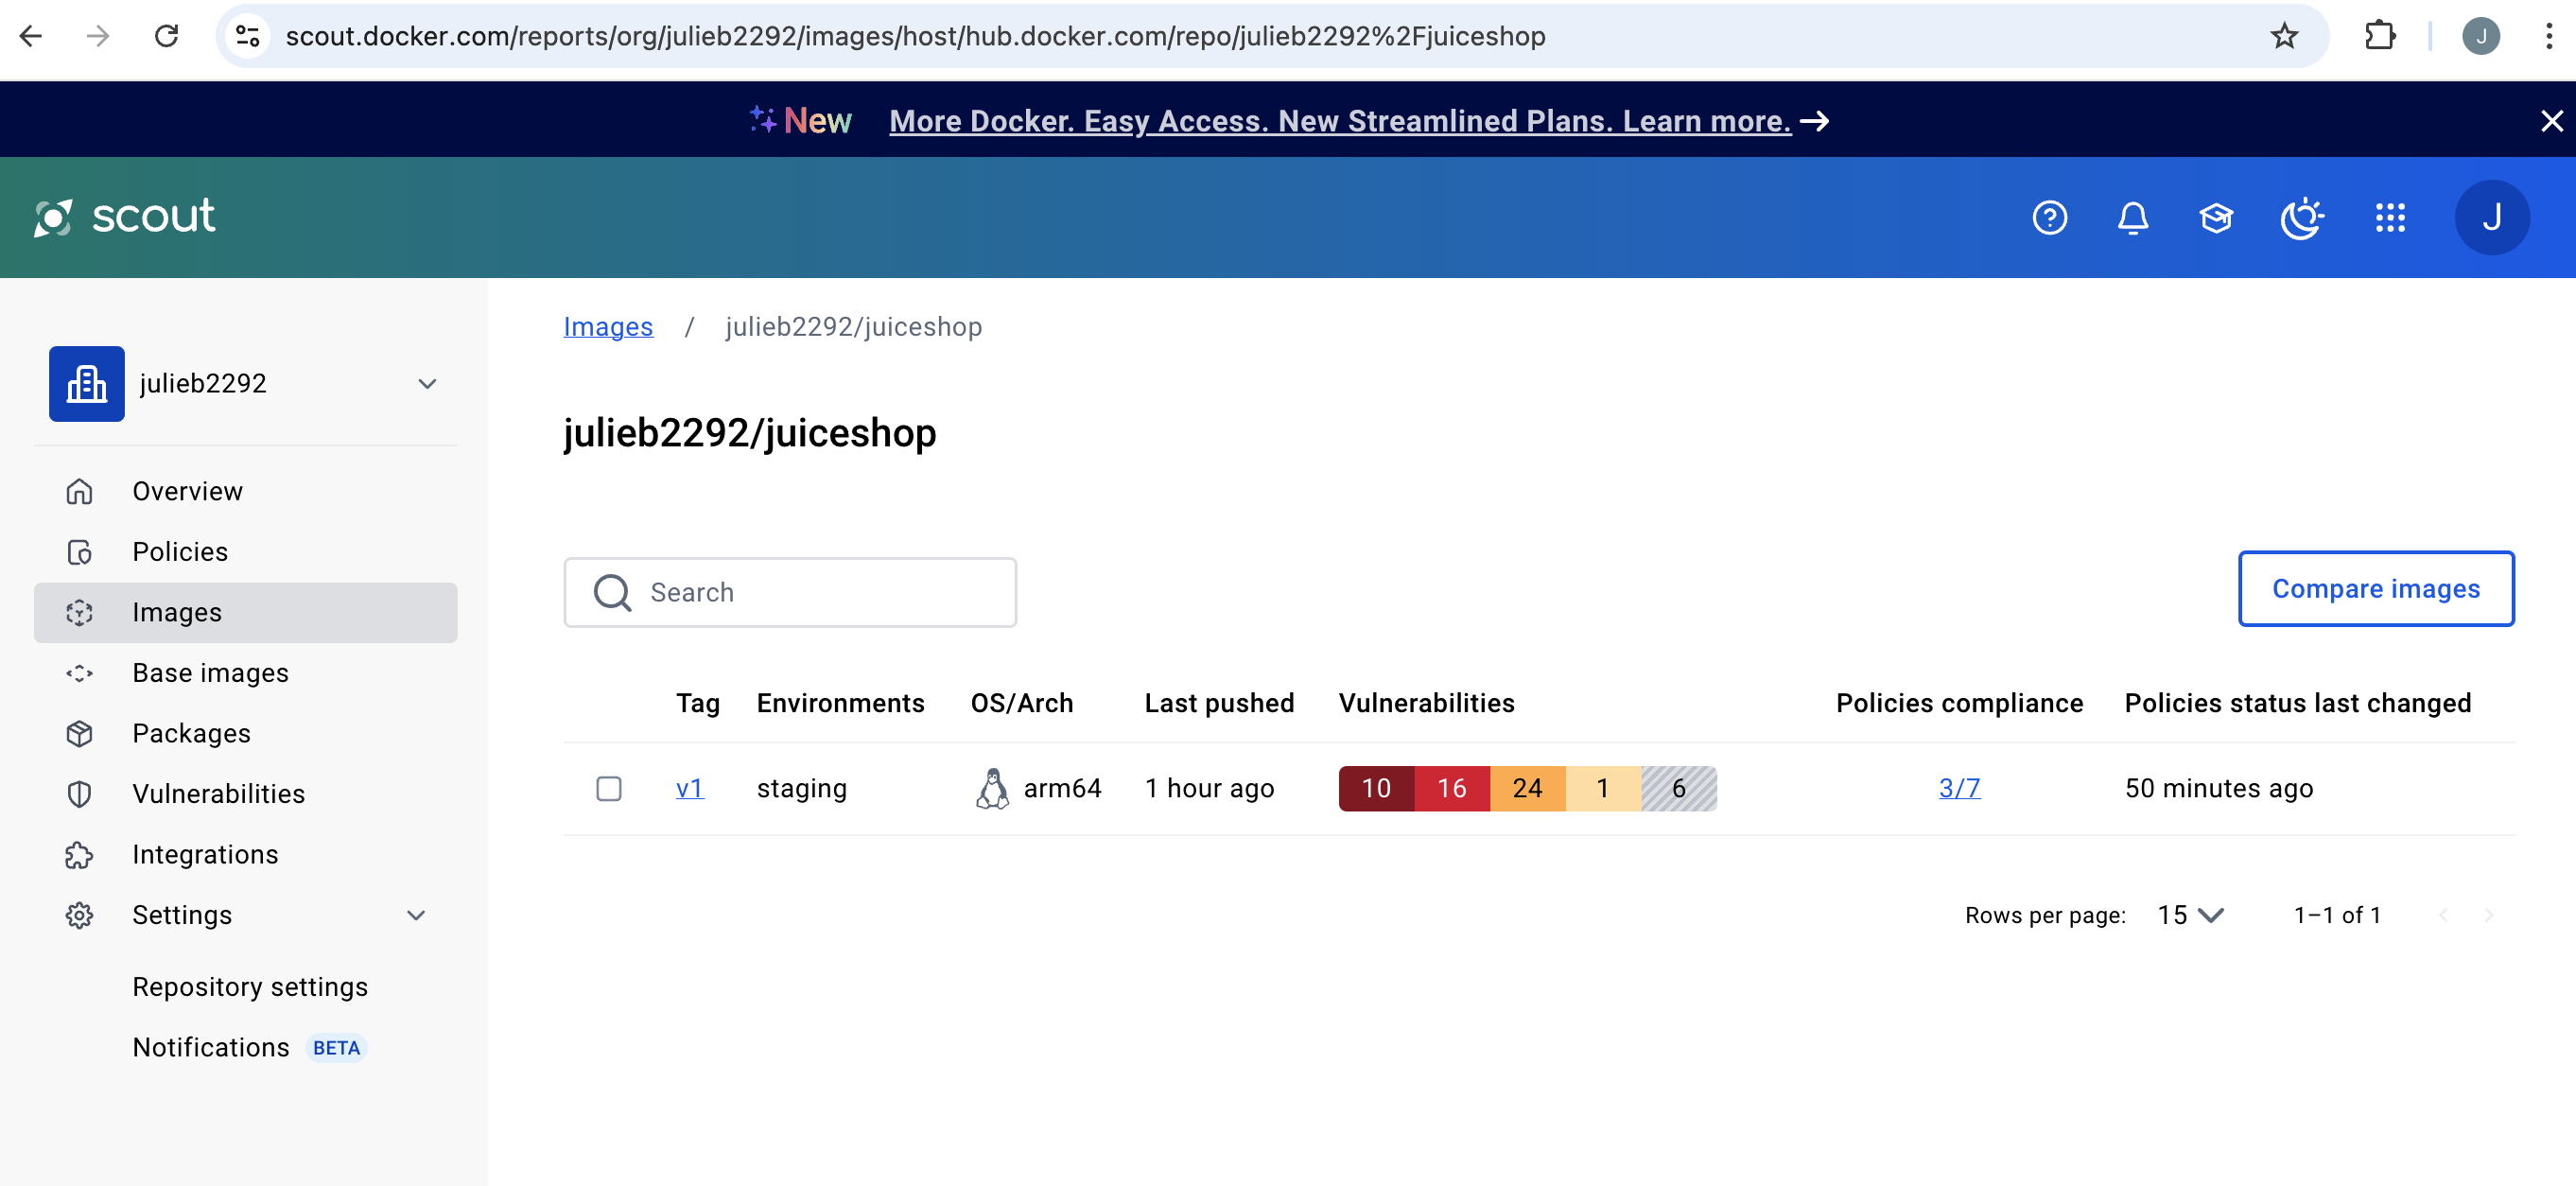 scout.docker.com/reports/org/julieb2292/images/host/hub.docker.com/repo/julieb2292%2Fjuiceshop
J
New More Docker. Easy Access. New Streamlined Plans. Learn more. →
scout
J
julieb2292
Overview
Policies
Images
Base images
Packages
Vulnerabilities
Integrations
Settings
Repository settings
Notifications BETA
Images / julieb2292/juiceshop
julieb2292/juiceshop
Search
Compare images
Tag Environments OS/Arch Last pushed Vulnerabilities Policies compliance Policies status last changed
v1 staging arm64 1 hour ago 10 16 24 1 6 3/7 50 minutes ago
Rows per page: 15 1–1 of 1